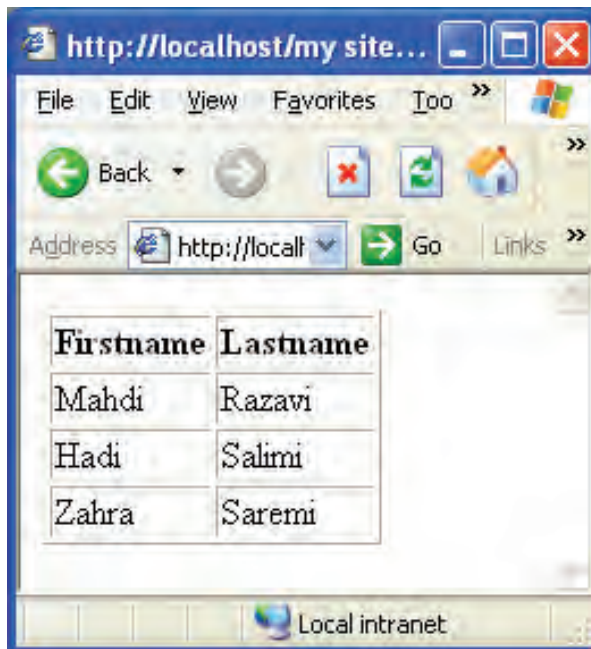 http://localhost/my site...
File Edit View Favorites Too »
Back »
Address http://locall Go Links »
Firstname Lastname
Mahdi Razavi
Hadi Salimi
Zahra Saremi
Local intranet